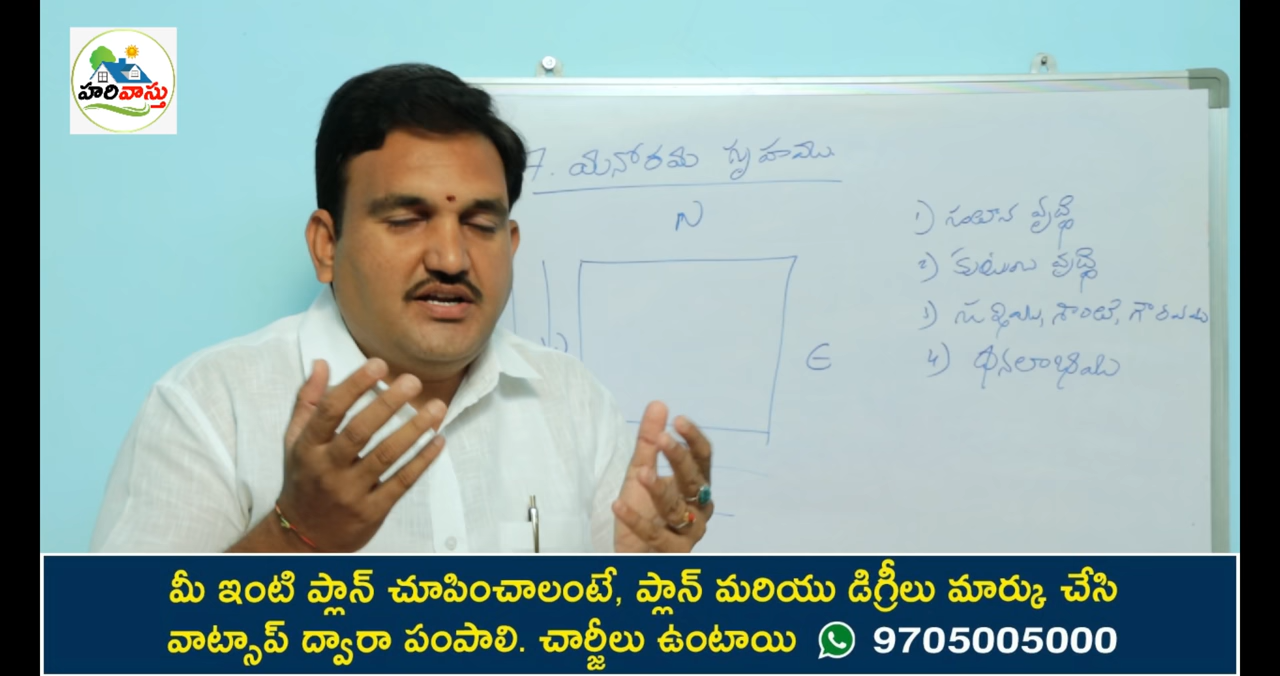 హరివాస్తు
7. మనోరమ గృహము
N
E
1) సంతాన వృద్ధి
2) కుటుంబ వృద్ధి
3) సుఖము, శాంతి, గౌరవము
4) ధనలాభము
మీ ఇంటి ప్లాన్ చూపించాలంటే, ప్లాన్ మరియు డిగ్రీలు మార్కు చేసి
వాట్సాప్ ద్వారా పంపాలి. చార్జీలు ఉంటాయి 9705005000